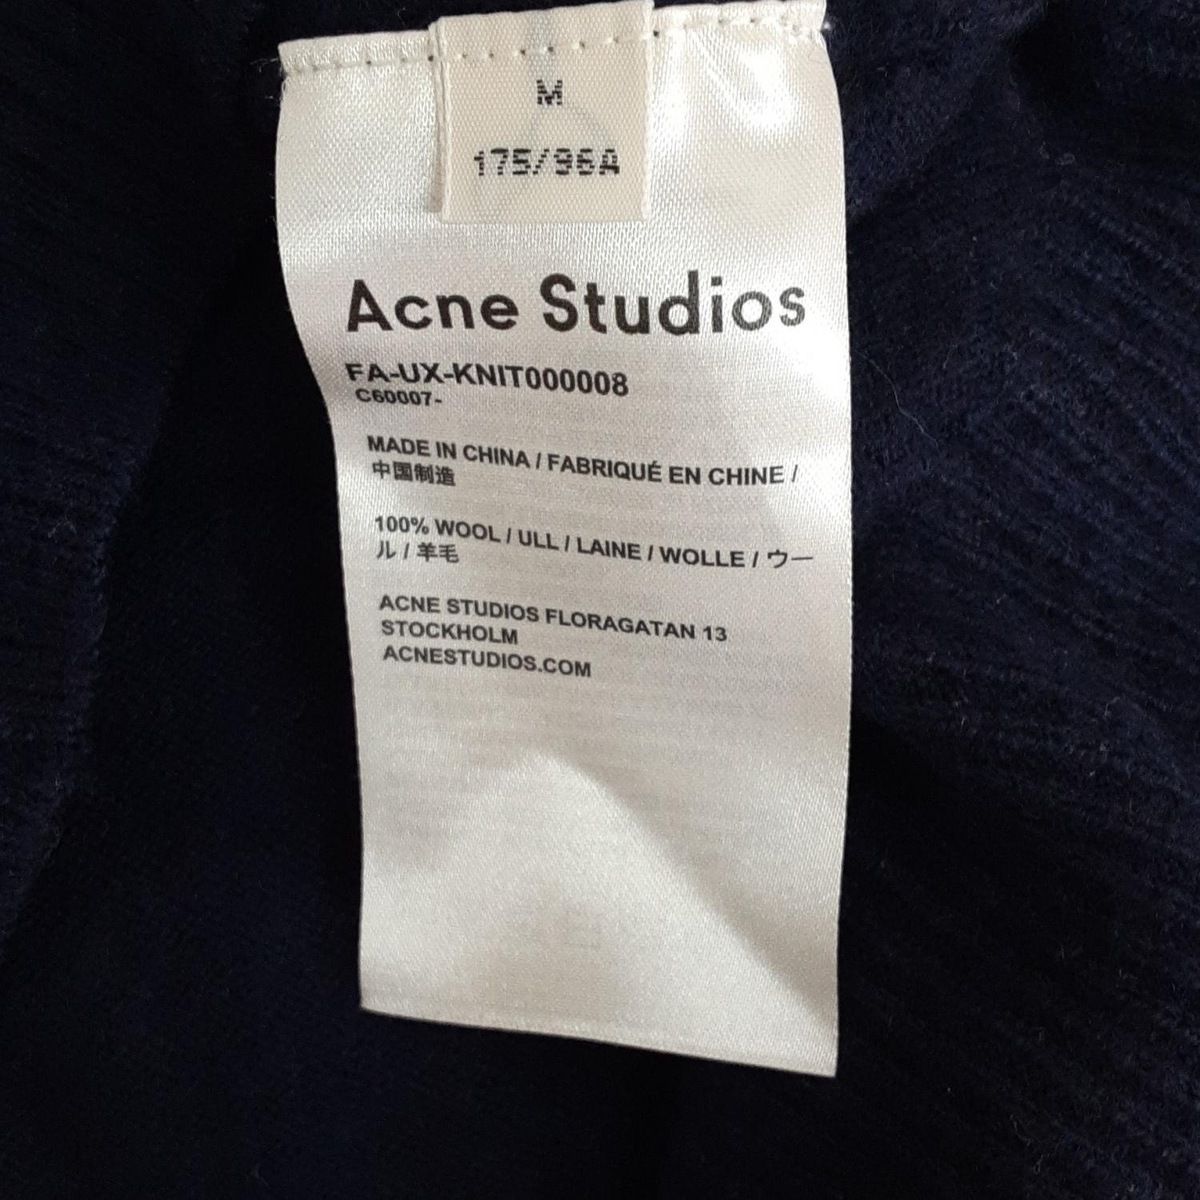 M
175/96A
Acne Studios
FA-UX-KNIT000008
C60007-
MADE IN CHINA / FABRIQUÉ EN CHINE /
中国制造
100% WOOL / ULL / LAINE / WOLLE / ウー
ル / 羊毛
ACNE STUDIOS FLORAGATAN 13
STOCKHOLM
ACNESTUDIOS.COM